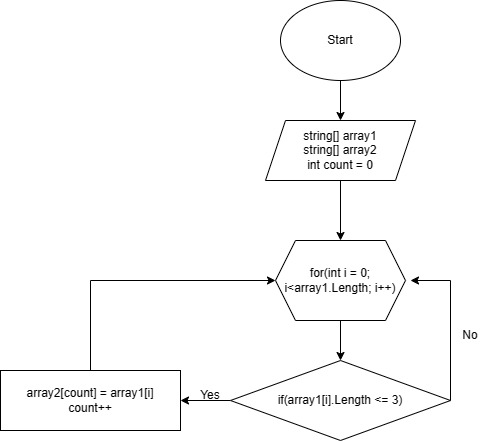 Start
string[] array1
string[] array2
int count = 0
for(int i = 0;
i<array1.Length; i++)
No
if(array1[i].Length <= 3)
Yes
array2[count] = array1[i]
count++